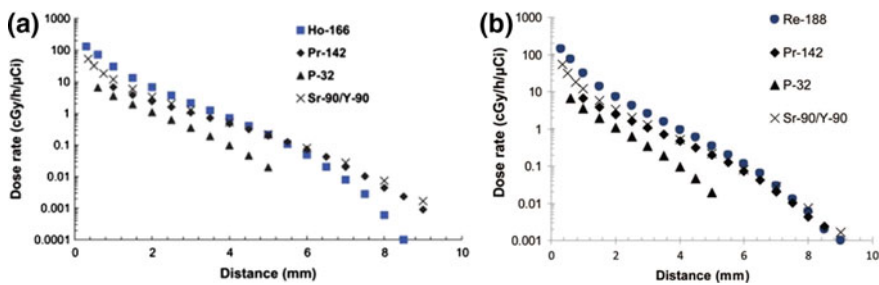 (a)
Dose rate (cGy/h/μCi)
1000
100
10
1
0.1
0.01
0.001
0.0001
0
2
4
6
8
10
Distance (mm)
Ho-166
Pr-142
P-32
Sr-90/Y-90
(b)
Dose rate (cGy/h/μCi)
1000
100
10
1
0.1
0.01
0.001
0
2
4
6
8
10
Distance (mm)
Re-188
Pr-142
P-32
Sr-90/Y-90